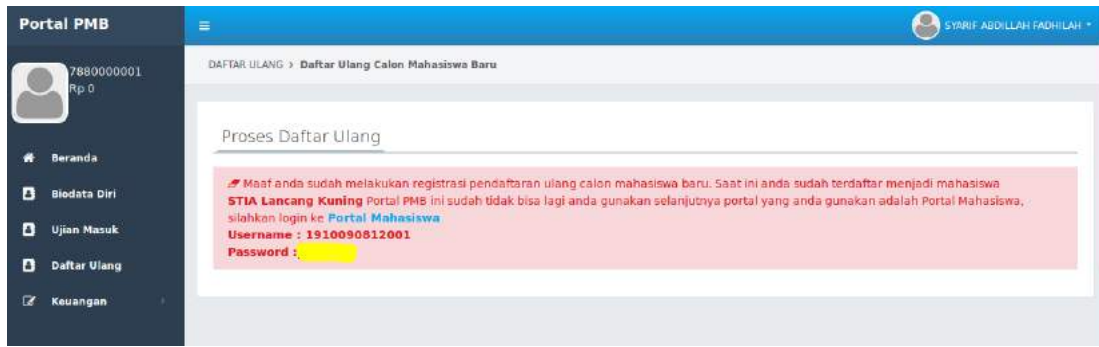 Portal PMB
SYARIF ABDILLAH FADHILAH
7880000001
Rp 0
DAFTAR ULANG > Daftar Ulang Calon Mahasiswa Baru
Proses Daftar Ulang
Beranda
Biodata Diri
Ujian Masuk
Daftar Ulang
Keuangan
Maaf anda sudah melakukan registrasi pendaftaran ulang calon mahasiswa baru. Saat ini anda sudah terdaftar menjadi mahasiswa
STIA Lancang Kuning Portal PMB ini sudah tidak bisa lagi anda gunakan selanjutnya portal yang anda gunakan adalah Portal Mahasiswa,
silahkan login ke Portal Mahasiswa
Username : 1910090812001
Password :